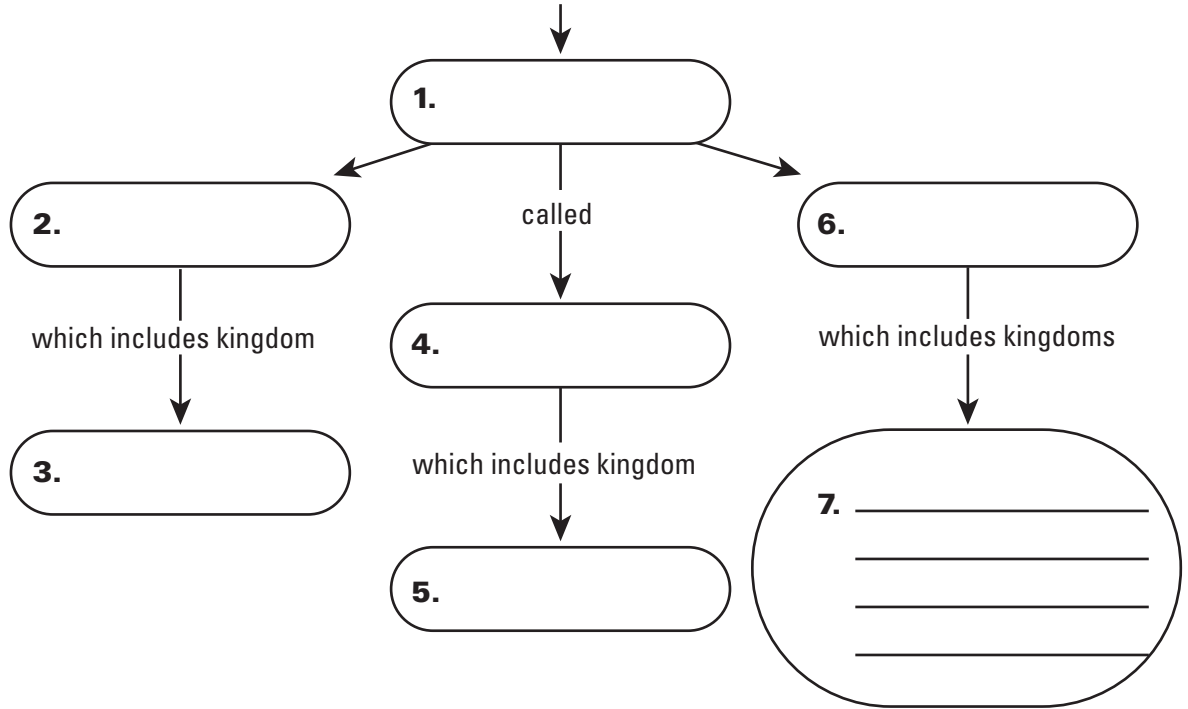 1.
2.
called
6.
which includes kingdom
4.
which includes kingdoms
3.
which includes kingdom
7.
5.